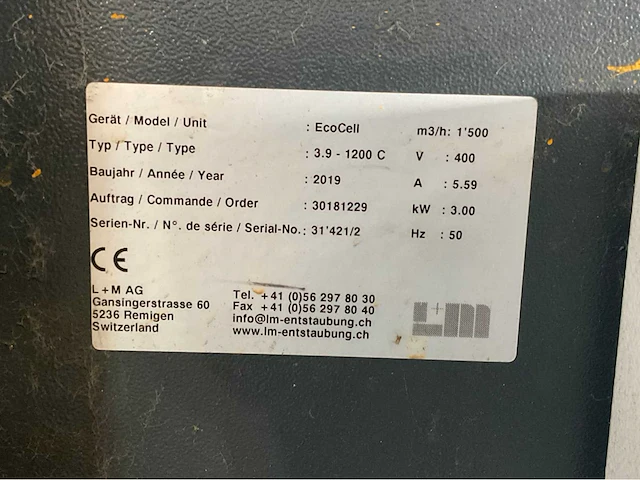 Gerät / Model / Unit : EcoCell m3/h: 1'500
Typ / Type / Type : 3.9 - 1200 C V : 400
Baujahr / Année / Year : 2019 A : 5.59
Auftrag / Commande / Order : 30181229 kW : 3.00
Serien-Nr. / N°. de série / Serial-No.: 31'421/2 Hz : 50
CE
L+M AG
Gansingerstrasse 60
5236 Remigen
Switzerland
Tel. +41 (0)56 297 80 30
Fax +41 (0)56 297 80 40
info@lm-entstaubung.ch
www.lm-entstaubung.ch
L+m